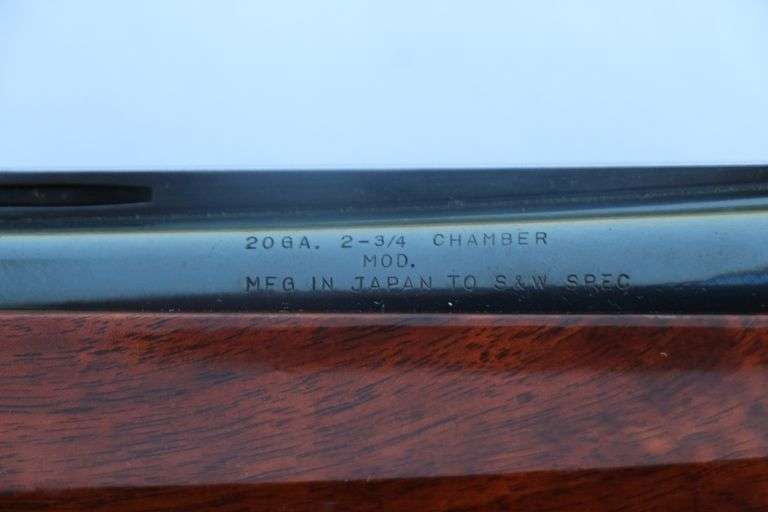 20GA. 2-3/4 CHAMBER
MOD.
MFG IN JAPAN TO S&W SPEC